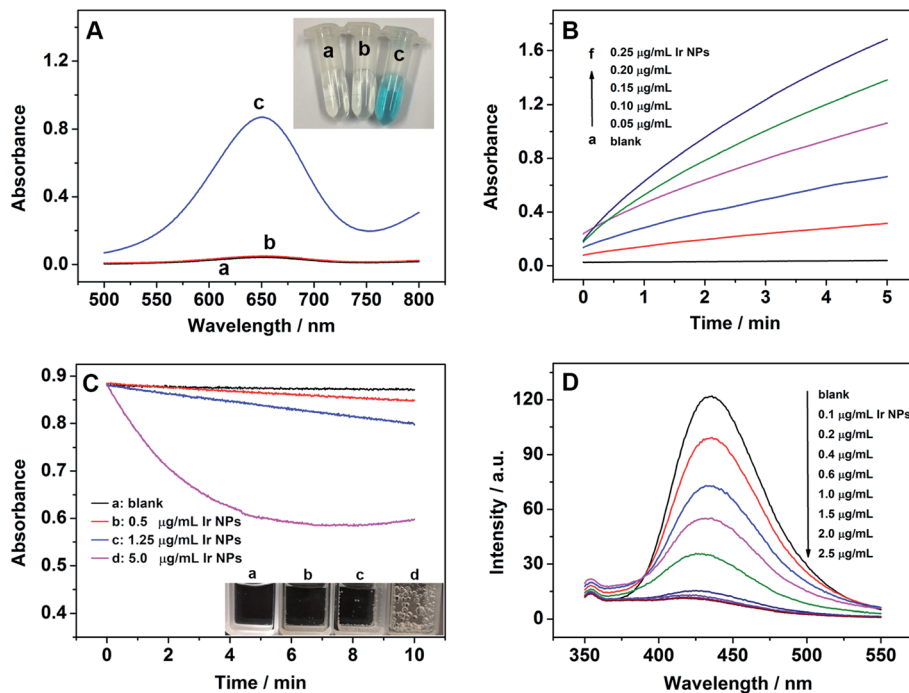 A
a b c
c
b
a
Absorbance
0.0
0.4
0.8
1.2
500 550 600 650 700 750 800
Wavelength / nm
B
f 0.25 μg/mL Ir NPs
0.20 μg/mL
0.15 μg/mL
0.10 μg/mL
0.05 μg/mL
a blank
Absorbance
0.0
0.4
0.8
1.2
1.6
0 1 2 3 4 5
Time / min
C
a: blank
b: 0.5 μg/mL Ir NPs
c: 1.25 μg/mL Ir NPs
d: 5.0 μg/mL Ir NPs
a b c d
Absorbance
0.4
0.5
0.6
0.7
0.8
0.9
0 2 4 6 8 10
Time / min
D
blank
0.1 μg/mL Ir NPs
0.2 μg/mL
0.4 μg/mL
0.6 μg/mL
1.0 μg/mL
1.5 μg/mL
2.0 μg/mL
2.5 μg/mL
Intensity / a.u.
0
30
60
90
120
350 400 450 500 550
Wavelength / nm